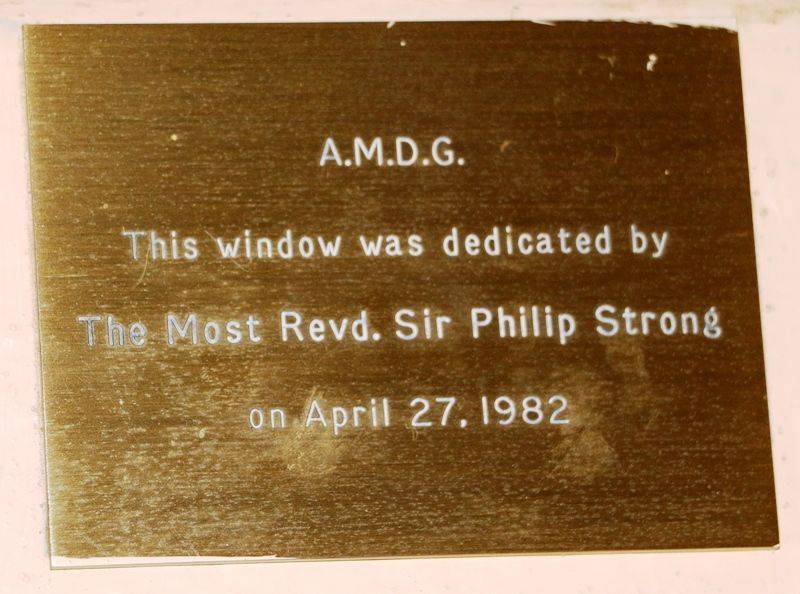 A.M.D.G.
This window was dedicated by
The Most Revd. Sir Philip Strong
on April 27, 1982